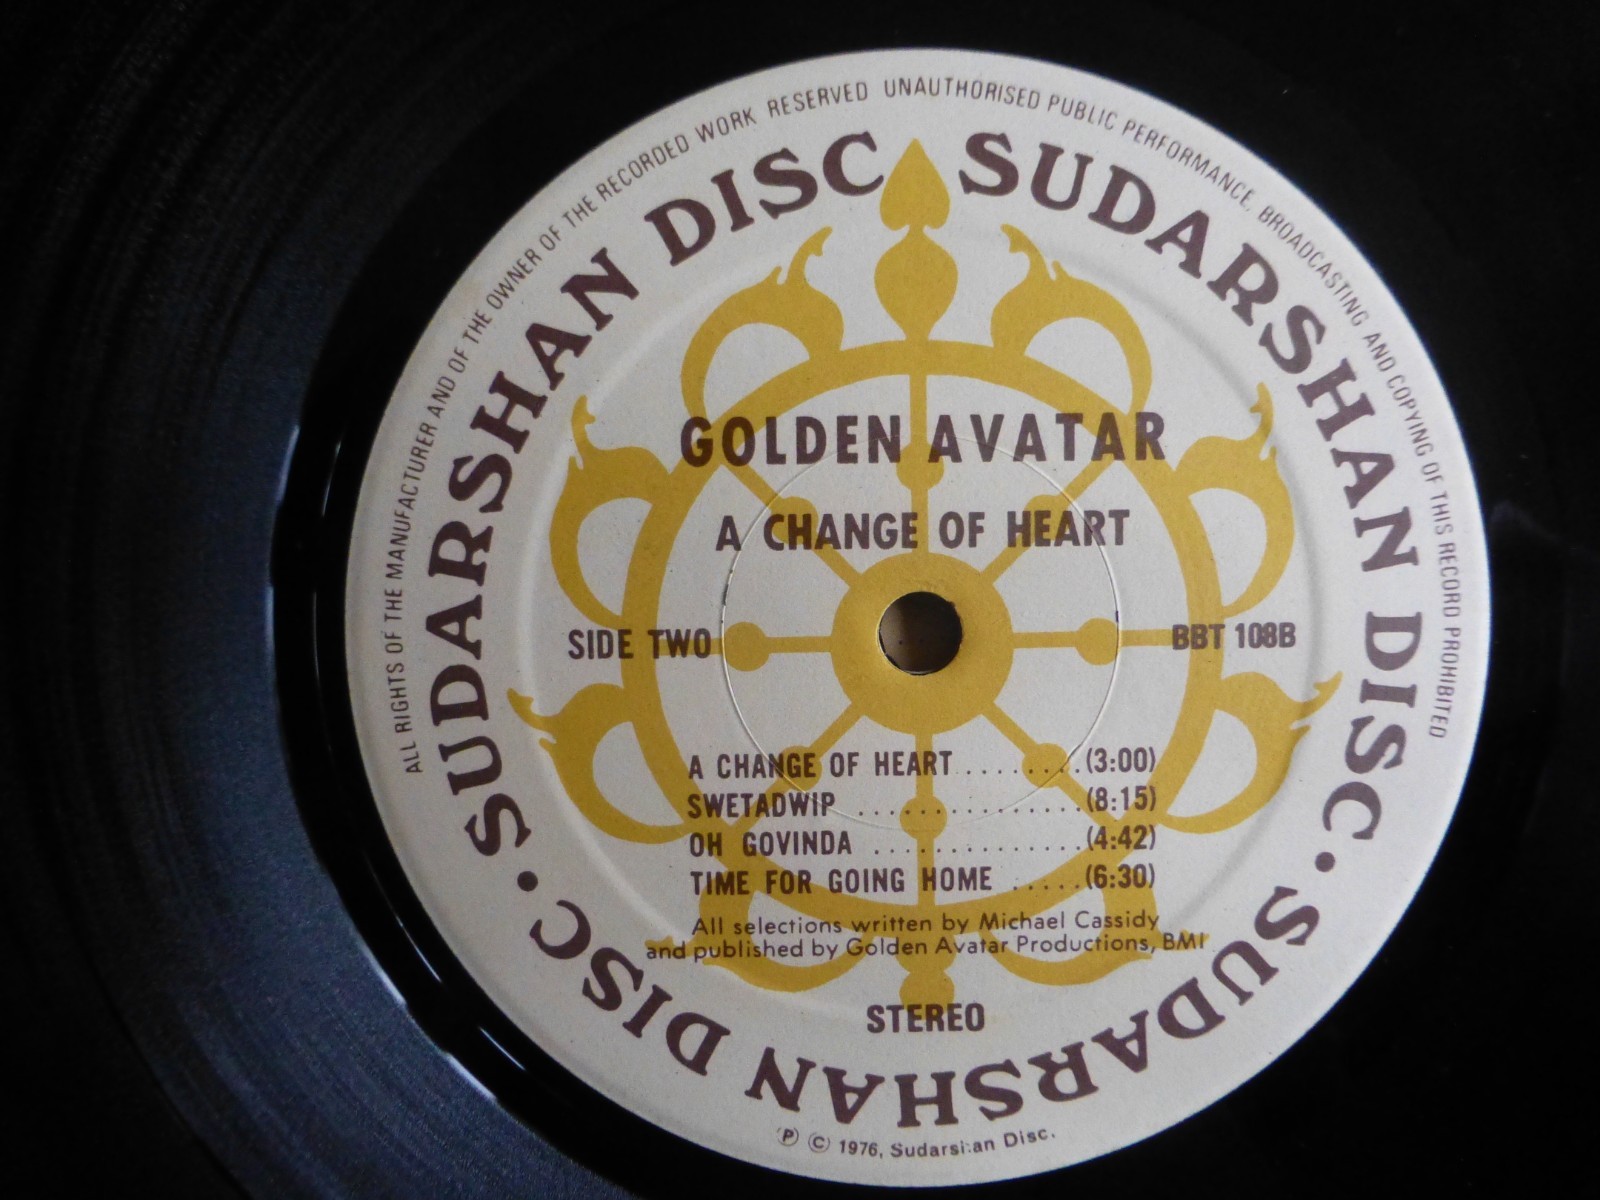 ALL RIGHTS OF THE MANUFACTURER AND OF THE OWNER OF THE RECORDED WORK RESERVED UNAUTHORISED PUBLIC PERFORMANCE, BROADCASTING AND COPYING OF THIS RECORD PROHIBITED
SUDARSHAN DISC SUDARSHAN DISC · SUDARSHAN DISC ·
GOLDEN AVATAR
A CHANGE OF HEART
SIDE TWO
BBT 108B
A CHANGE OF HEART ........(3:00)
SWETADWIP ...............(8:15)
OH GOVINDA ..............(4:42)
TIME FOR GOING HOME .....(6:30)
All selections written by Michael Cassidy
and published by Golden Avatar Productions, BMI
STEREO
Ⓟ © 1976, Sudarshan Disc.